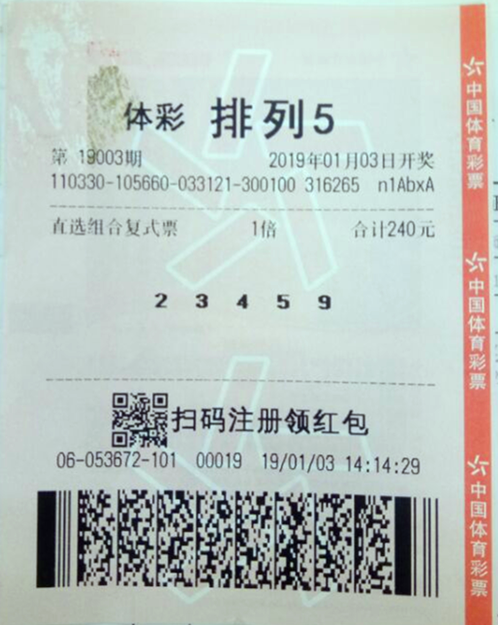 体彩 排列5
第 19003期 2019年01月03日开奖
110330-105660-033121-300100 316265 n1AbxA
直选组合复式票 1倍 合计240元
2 3 4 5 9
扫码注册领红包
06-053672-101 00019 19/01/03 14:14:29
中国体育彩票
中国体育彩票
中国体育彩票